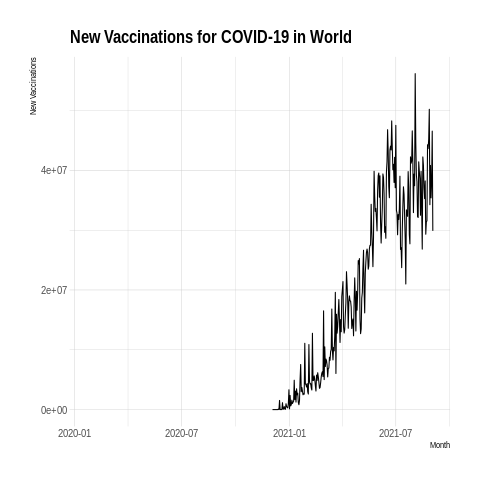 New Vaccinations for COVID-19 in World
New Vaccinations
4e+07
2e+07
0e+00
2020-01 2020-07 2021-01 2021-07
Month